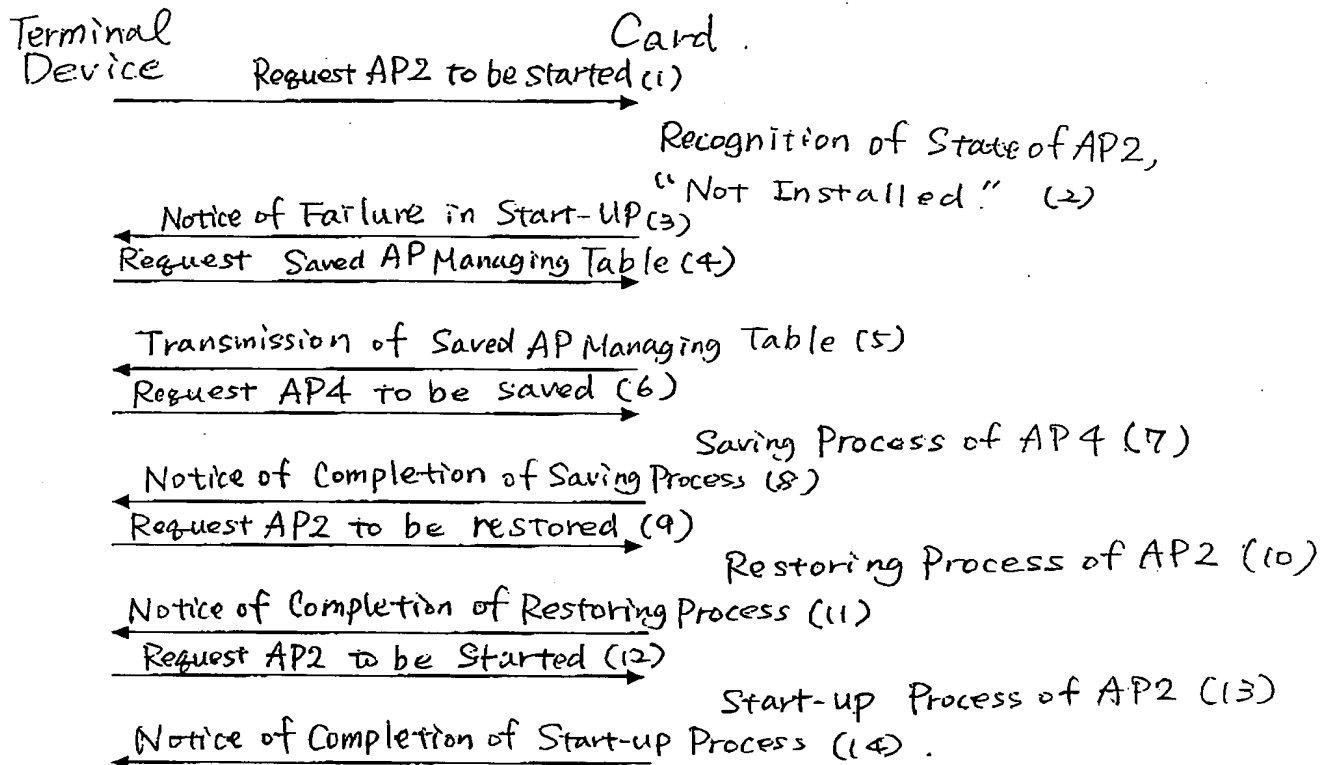 Terminal Device
Card.
Request AP2 to be started (1)
Recognition of State of AP2,
"Not Installed." (2)
Notice of Failure in Start-UP (3)
Request Saved AP Managing Table (4)
Transmission of Saved AP Managing Table (5)
Request AP4 to be saved (6)
Saving Process of AP4 (7)
Notice of Completion of Saving Process (8)
Request AP2 to be restored (9)
Restoring Process of AP2 (10)
Notice of Completion of Restoring Process (11)
Request AP2 to be Started (12)
Start-up Process of AP2 (13)
Notice of Completion of Start-up Process (14).